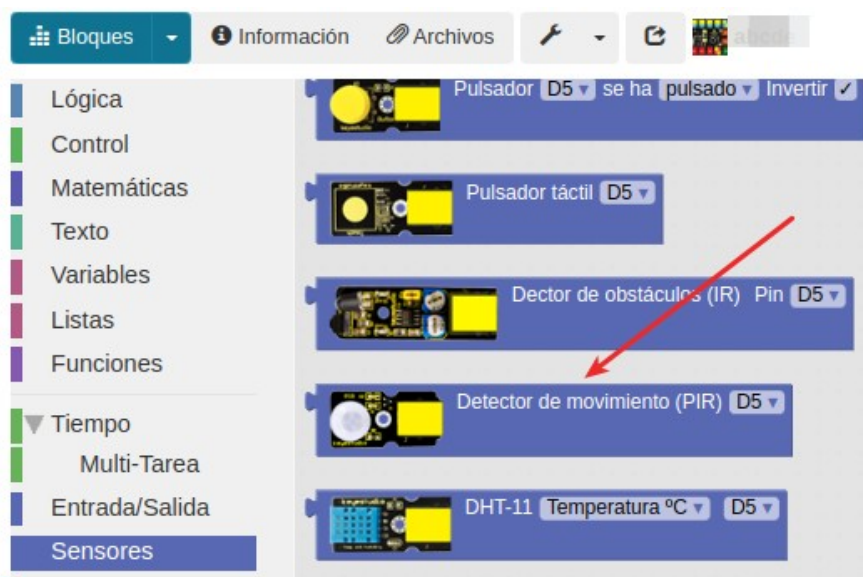 Bloques Información Archivos
Lógica
Control
Matemáticas
Texto
Variables
Listas
Funciones
Tiempo
Multi-Tarea
Entrada/Salida
Sensores
Pulsador D5 se ha pulsado Invertir ✓
Pulsador táctil D5
Dector de obstáculos (IR) Pin D5
Detector de movimiento (PIR) D5
DHT-11 Temperatura ºC D5